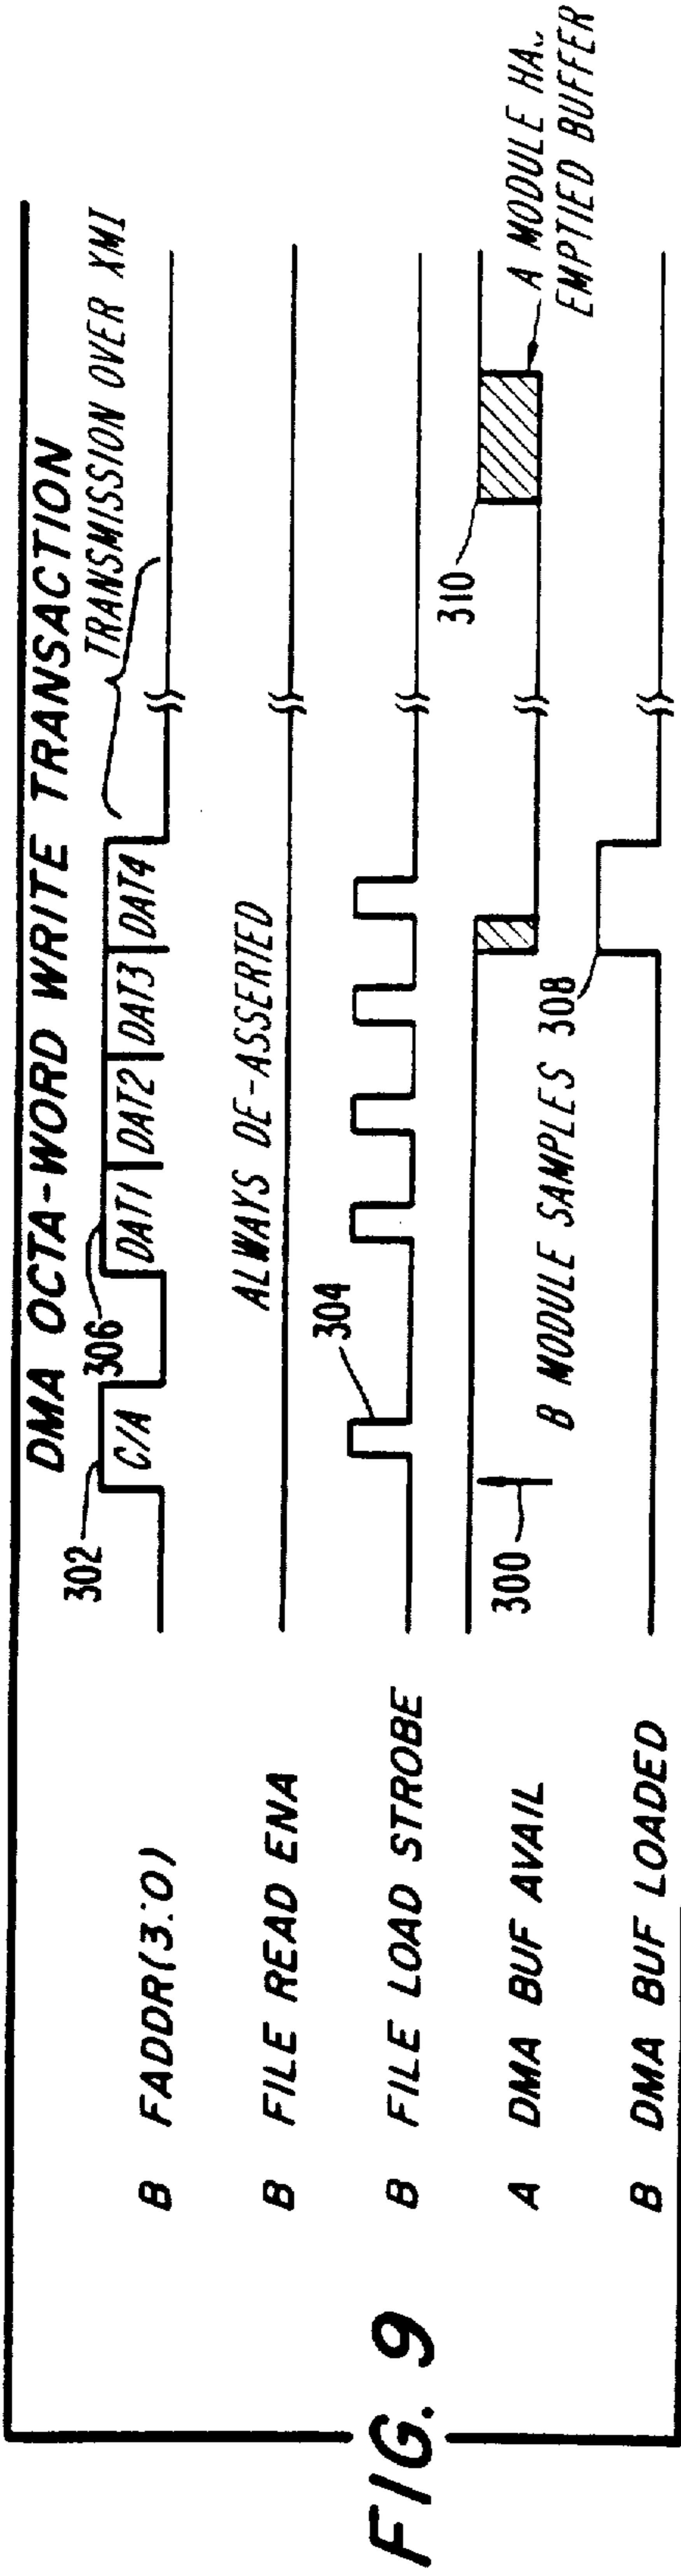 DMA OCTA-WORD WRITE TRANSACTION
TRANSMISSION OVER XMI
302
C/A
306
DAT1 DAT2 DAT3 DAT4
B FADDR(3:0)
ALWAYS DE-ASSERTED
B FILE READ ENA
304
B FILE LOAD STROBE
310
A MODULE HA
EMPTIED BUFFER
A DMA BUF AVAIL
300
B MODULE SAMPLES
308
B DMA BUF LOADED
FIG. 9